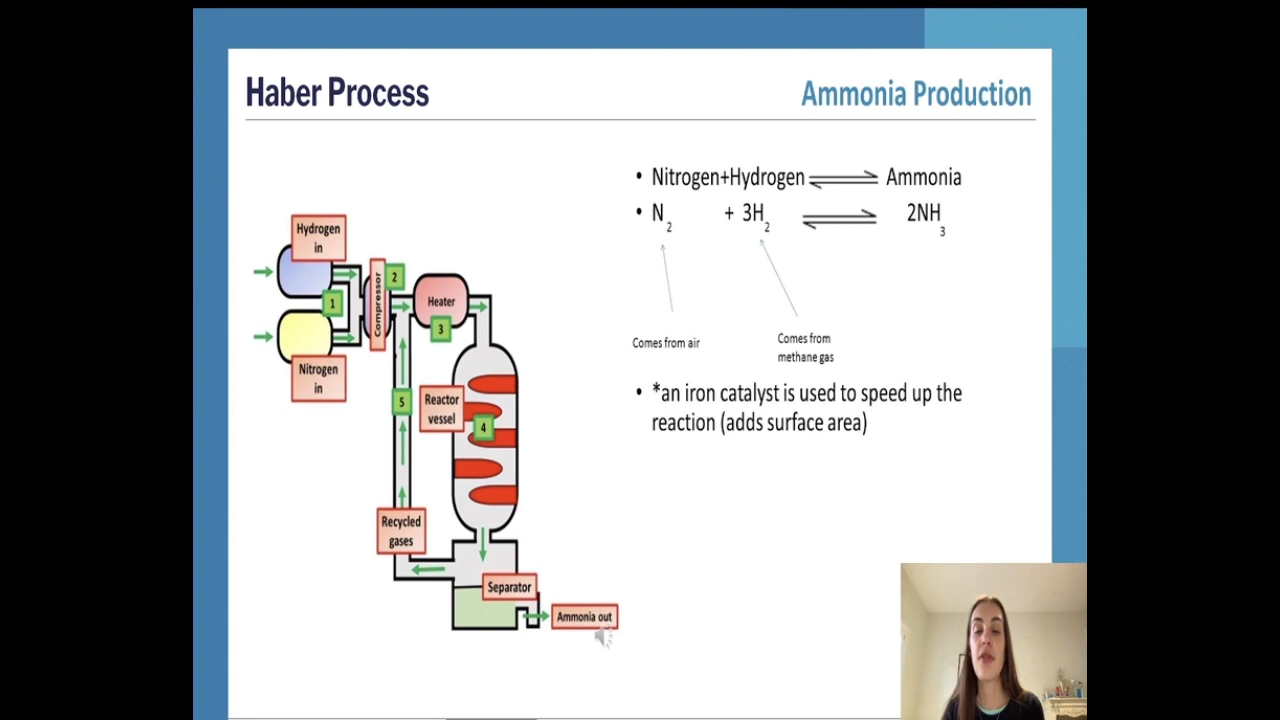 Haber Process
Ammonia Production
Hydrogen
in
1
Nitrogen
in
Compressor
2
Heater
3
Reactor
vessel
4
5
Recycled
gases
Separator
Ammonia out
• Nitrogen+Hydrogen ⇌ Ammonia
• N₂ + 3H₂ ⇌ 2NH₃
Comes from air
Comes from
methane gas
• *an iron catalyst is used to speed up the
reaction (adds surface area)